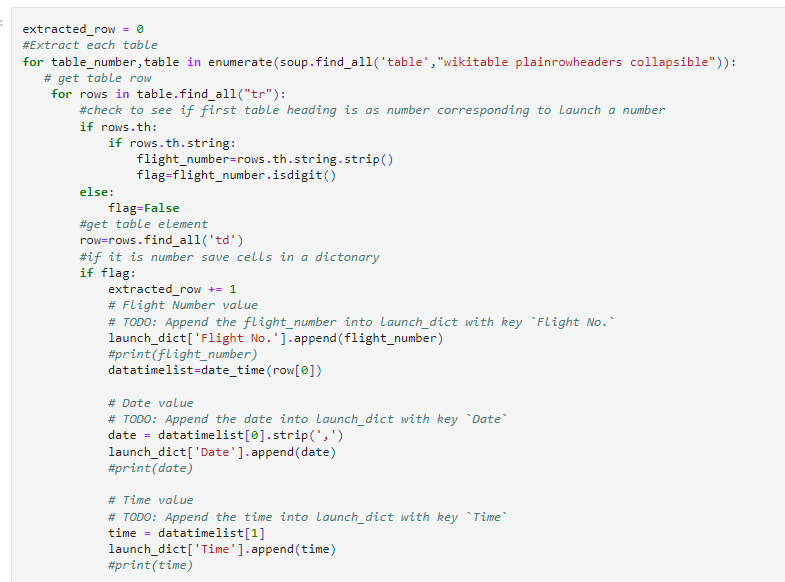 extracted_row = 0
#Extract each table
for table_number,table in enumerate(soup.find_all('table',"wikitable plainrowheaders collapsible")):
   # get table row
    for rows in table.find_all("tr"):
        #check to see if first table heading is as number corresponding to launch a number
        if rows.th:
            if rows.th.string:
                flight_number=rows.th.string.strip()
                flag=flight_number.isdigit()
        else:
            flag=False
        #get table element
        row=rows.find_all('td')
        #if it is number save cells in a dictonary
        if flag:
            extracted_row += 1
            # Flight Number value
            # TODO: Append the flight_number into launch_dict with key `Flight No.`
            launch_dict['Flight No.'].append(flight_number)
            #print(flight_number)
            datatimelist=date_time(row[0])

            # Date value
            # TODO: Append the date into launch_dict with key `Date`
            date = datatimelist[0].strip(',')
            launch_dict['Date'].append(date)
            #print(date)

            # Time value
            # TODO: Append the time into launch_dict with key `Time`
            time = datatimelist[1]
            launch_dict['Time'].append(time)
            #print(time)